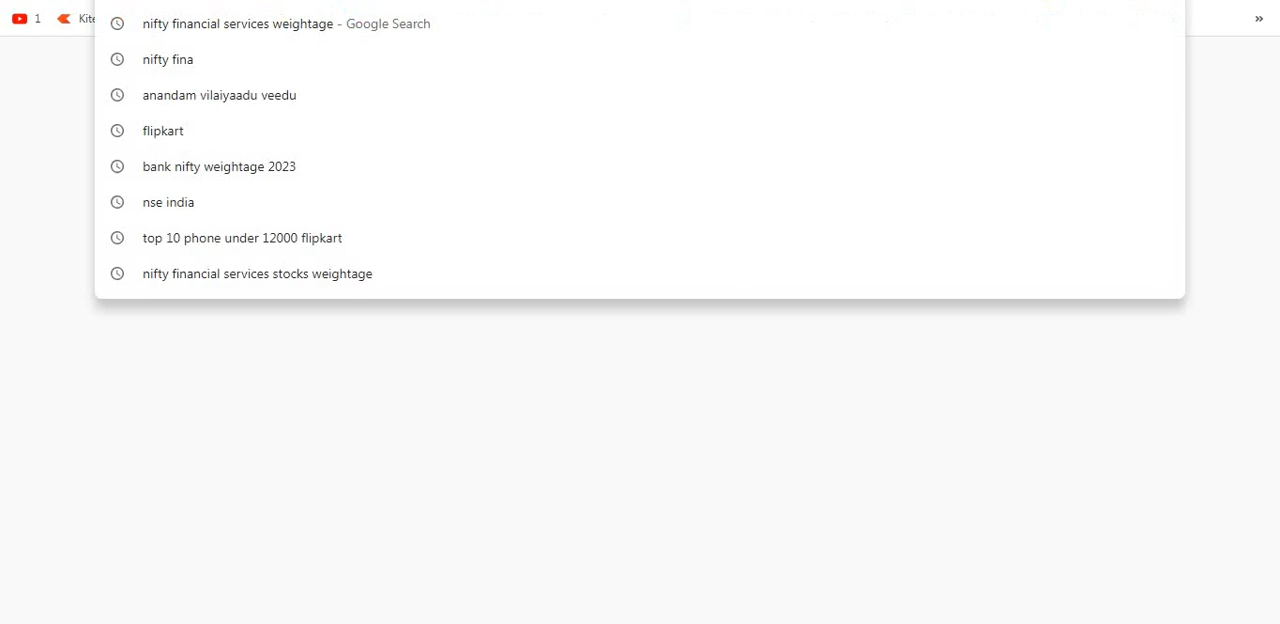 1 Kite »
nifty financial services weightage - Google Search
nifty fina
anandam vilaiyaadu veedu
flipkart
bank nifty weightage 2023
nse india
top 10 phone under 12000 flipkart
nifty financial services stocks weightage